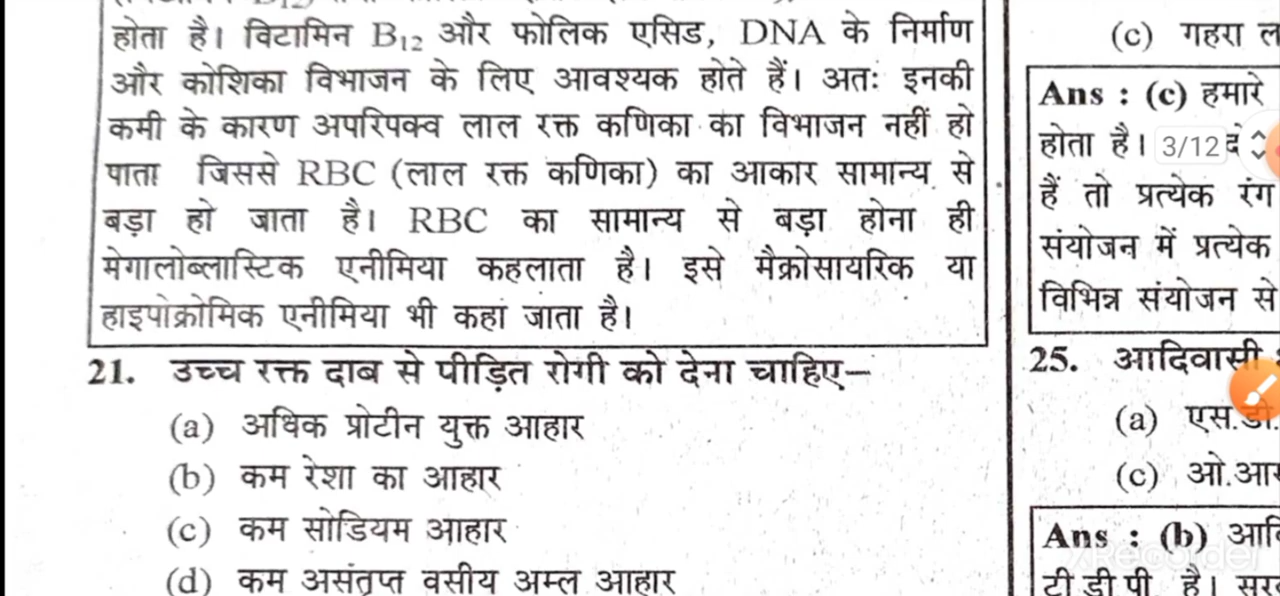 होता है। विटामिन B₁₂ और फोलिक एसिड, DNA के निर्माण
और कोशिका विभाजन के लिए आवश्यक होते हैं। अतः इनकी
कमी के कारण अपरिपक्व लाल रक्त कणिका का विभाजन नहीं हो
पाता जिससे RBC (लाल रक्त कणिका) का आकार सामान्य से
बड़ा हो जाता है। RBC का सामान्य से बड़ा होना ही
मेगालोब्लास्टिक एनीमिया कहलाता है। इसे मैक्रोसायरिक या
हाइपोक्रोमिक एनीमिया भी कहा जाता है।
21. उच्च रक्त दाब से पीड़ित रोगी को देना चाहिए–
(a) अधिक प्रोटीन युक्त आहार
(b) कम रेशा का आहार
(c) कम सोडियम आहार
(d) कम असंतृप्त वसीय अम्ल आहार
(c) गहरा
Ans : (c) हमारे
होता है।
3/12
हैं तो प्रत्येक रंग
संयोजन में प्रत्येक
विभिन्न संयोजन से
25. आदिवासी
(a) एस.डी.
(c) ओ.आर
Ans : (b)
टी.डी.पी. है।
XRecorder